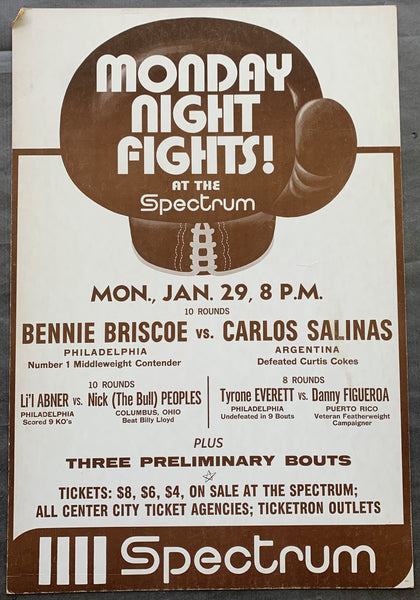 MONDAY
NIGHT
FIGHTS!
AT THE
Spectrum
MON., JAN. 29, 8 P.M.
10 ROUNDS
BENNIE BRISCOE vs. CARLOS SALINAS
PHILADELPHIA ARGENTINA
Number 1 Middleweight Contender Defeated Curtis Cokes
10 ROUNDS 8 ROUNDS
Li'l ABNER vs. Nick (The Bull) PEOPLES Tyrone EVERETT vs. Danny FIGUEROA
PHILADELPHIA COLUMBUS, OHIO PHILADELPHIA PUERTO RICO
Scored 9 KO's Beat Billy Lloyd Undefeated in 9 Bouts Veteran Featherweight
Campaigner
PLUS
THREE PRELIMINARY BOUTS
TICKETS: $8, $6, $4, ON SALE AT THE SPECTRUM;
ALL CENTER CITY TICKET AGENCIES; TICKETRON OUTLETS
Spectrum